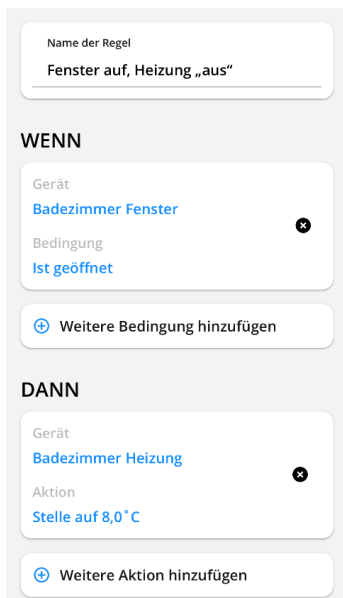 Name der Regel
Fenster auf, Heizung „aus“
WENN
Gerät
Badezimmer Fenster
Bedingung
Ist geöffnet
Weitere Bedingung hinzufügen
DANN
Gerät
Badezimmer Heizung
Aktion
Stelle auf 8,0˚C
Weitere Aktion hinzufügen